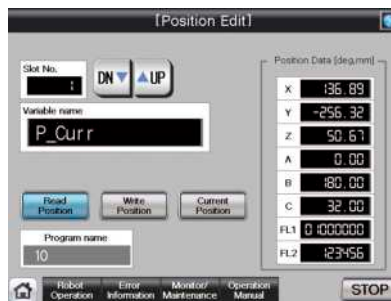 [Position Edit]
Slot No.
1
DN
UP
Variable name
P_Curr
Read Position
Write Position
Current Position
Program name
10
Position Data [deg,mm]
X 136.89
Y -256.32
Z 50.67
A 0.00
B 180.00
C 32.00
FL1 01000000
FL2 123456
Robot Operation
Error Information
Monitor/ Maintenance
Operation Manual
STOP